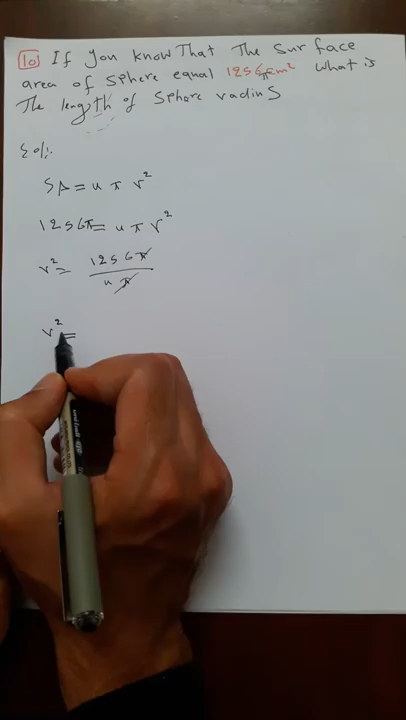 10 If you know That The Surface
area of Sphere equal 1256π cm² what is
The length of Sphere radius
Sol:
SA = 4 π r²
1256π = 4 π r²
r² = 1256π / 4 π
r² =